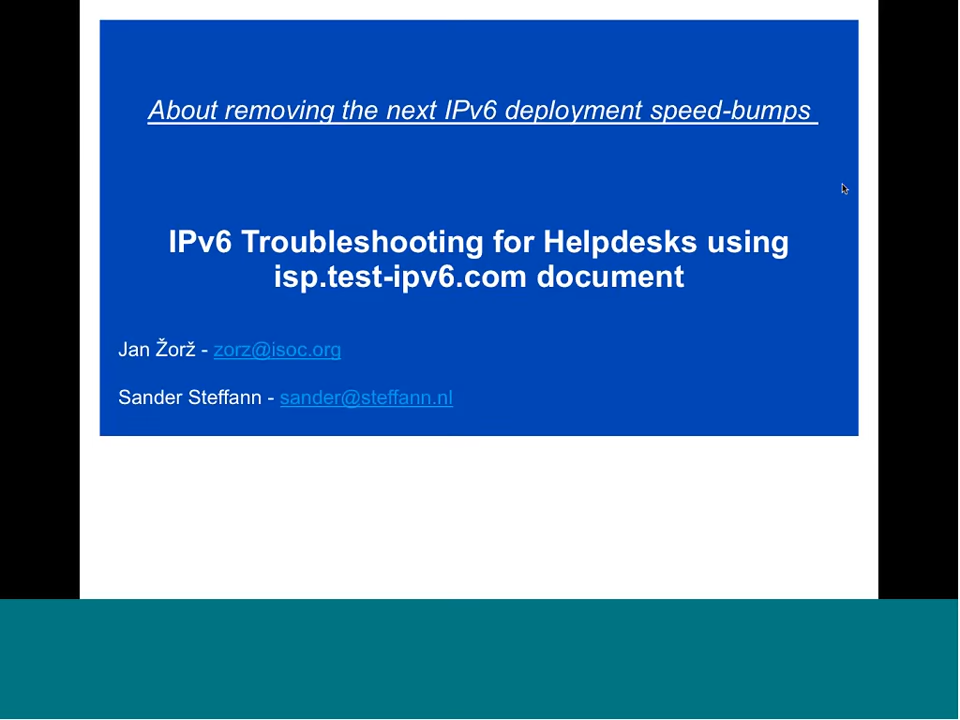 About removing the next IPv6 deployment speed-bumps
IPv6 Troubleshooting for Helpdesks using
isp.test-ipv6.com document
Jan Žorž - zorz@isoc.org
Sander Steffann - sander@steffann.nl